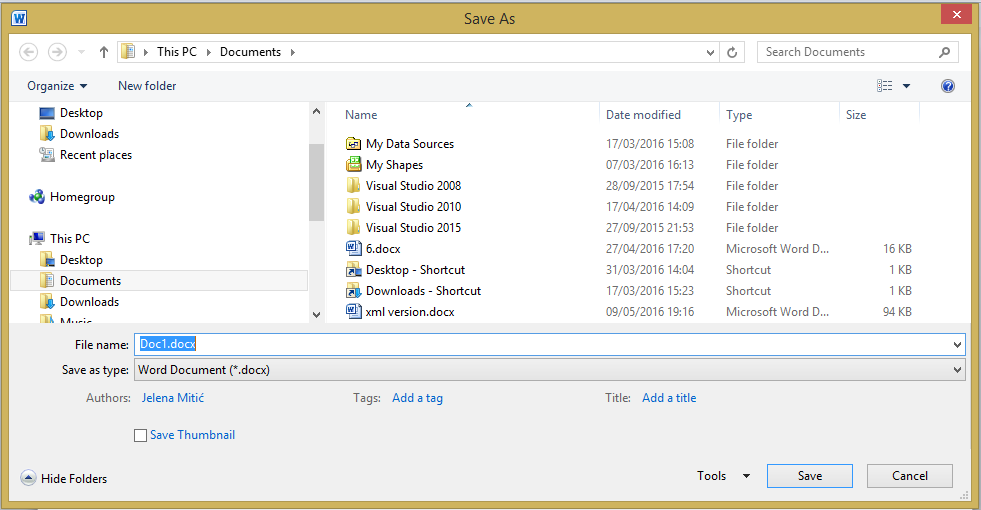 Save As
This PC Documents
Search Documents
Organize New folder
Desktop
Downloads
Recent places
Homegroup
This PC
Desktop
Documents
Downloads
Music
Name Date modified Type Size
My Data Sources 17/03/2016 15:08 File folder
My Shapes 07/03/2016 16:13 File folder
Visual Studio 2008 28/09/2015 17:54 File folder
Visual Studio 2010 17/04/2016 14:09 File folder
Visual Studio 2015 27/09/2015 21:53 File folder
6.docx 27/04/2016 17:20 Microsoft Word D... 16 KB
Desktop - Shortcut 31/03/2016 14:04 Shortcut 1 KB
Downloads - Shortcut 17/03/2016 15:23 Shortcut 1 KB
xml version.docx 09/05/2016 19:16 Microsoft Word D... 94 KB
File name: Doc1.docx
Save as type: Word Document (*.docx)
Authors: Jelena Mitić Tags: Add a tag Title: Add a title
Save Thumbnail
Hide Folders Tools Save Cancel